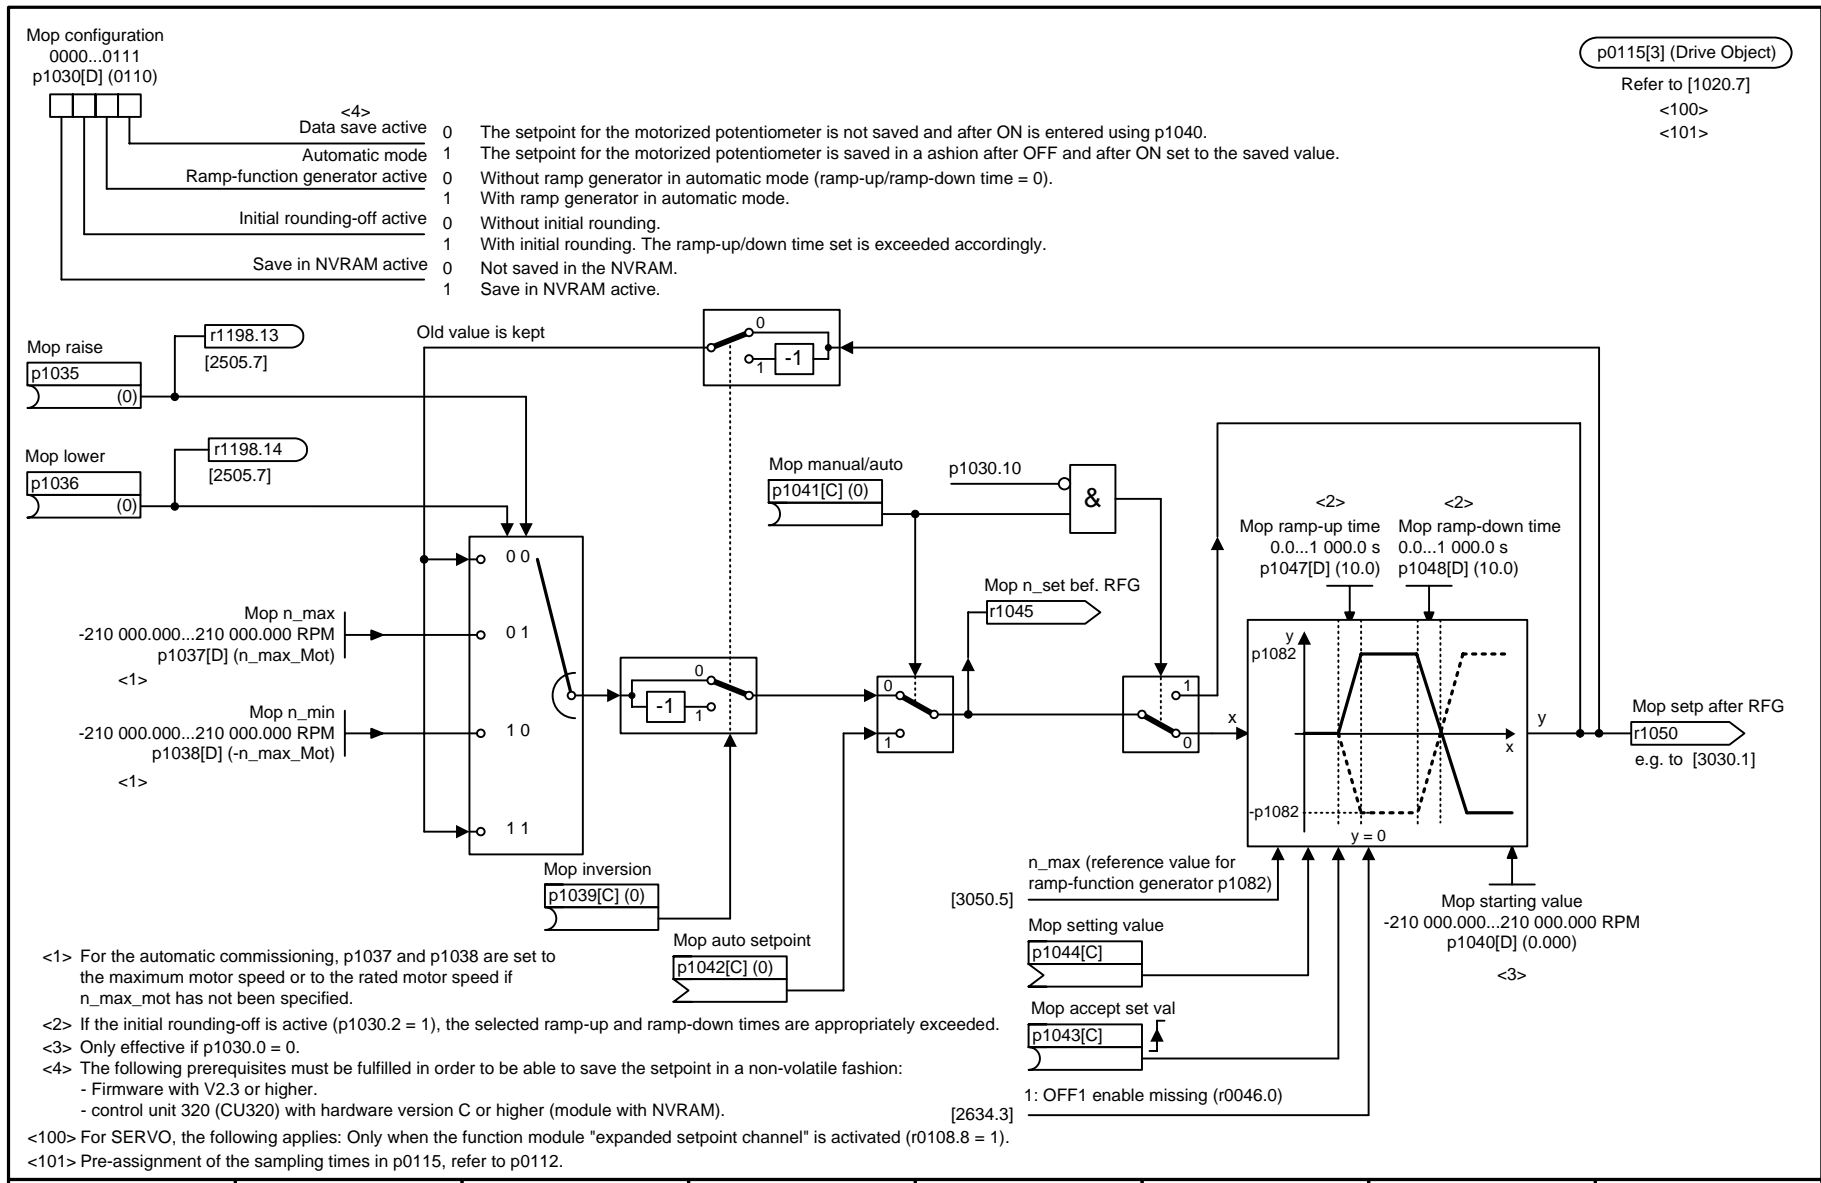 Mop configuration
0000...0111
p1030[D] (0110)
p0115[3] (Drive Object)
Refer to [1020.7]
<100>
<101>
<4>
Data save active 0 The setpoint for the motorized potentiometer is not saved and after ON is entered using p1040.
Automatic mode 1 The setpoint for the motorized potentiometer is saved in a ashion after OFF and after ON set to the saved value.
Ramp-function generator active 0 Without ramp generator in automatic mode (ramp-up/ramp-down time = 0).
1 With ramp generator in automatic mode.
Initial rounding-off active 0 Without initial rounding.
1 With initial rounding. The ramp-up/down time set is exceeded accordingly.
Save in NVRAM active 0 Not saved in the NVRAM.
1 Save in NVRAM active.
Mop raise
p1035
(0)
r1198.13
[2505.7]
Old value is kept
0
1
-1
Mop lower
p1036
(0)
r1198.14
[2505.7]
Mop manual/auto
p1041[C] (0)
p1030.10
&
<2>
Mop ramp-up time
0.0...1 000.0 s
p1047[D] (10.0)
<2>
Mop ramp-down time
0.0...1 000.0 s
p1048[D] (10.0)
0 0
0 1
1 0
1 1
Mop n_max
-210 000.000...210 000.000 RPM
p1037[D] (n_max_Mot)
<1>
Mop n_min
-210 000.000...210 000.000 RPM
p1038[D] (-n_max_Mot)
<1>
0
-1
1
0
1
Mop n_set bef. RFG
r1045
1
0
x
y
p1082
x
-p1082
y = 0
y
Mop setp after RFG
r1050
e.g. to [3030.1]
Mop inversion
p1039[C] (0)
Mop auto setpoint
p1042[C] (0)
n_max (reference value for
ramp-function generator p1082)
[3050.5]
Mop setting value
p1044[C]
Mop accept set val
p1043[C]
1: OFF1 enable missing (r0046.0)
[2634.3]
Mop starting value
-210 000.000...210 000.000 RPM
p1040[D] (0.000)
<3>
<1> For the automatic commissioning, p1037 and p1038 are set to
the maximum motor speed or to the rated motor speed if
n_max_mot has not been specified.
<2> If the initial rounding-off is active (p1030.2 = 1), the selected ramp-up and ramp-down times are appropriately exceeded.
<3> Only effective if p1030.0 = 0.
<4> The following prerequisites must be fulfilled in order to be able to save the setpoint in a non-volatile fashion:
- Firmware with V2.3 or higher.
- control unit 320 (CU320) with hardware version C or higher (module with NVRAM).
<100> For SERVO, the following applies: Only when the function module "expanded setpoint channel" is activated (r0108.8 = 1).
<101> Pre-assignment of the sampling times in p0115, refer to p0112.